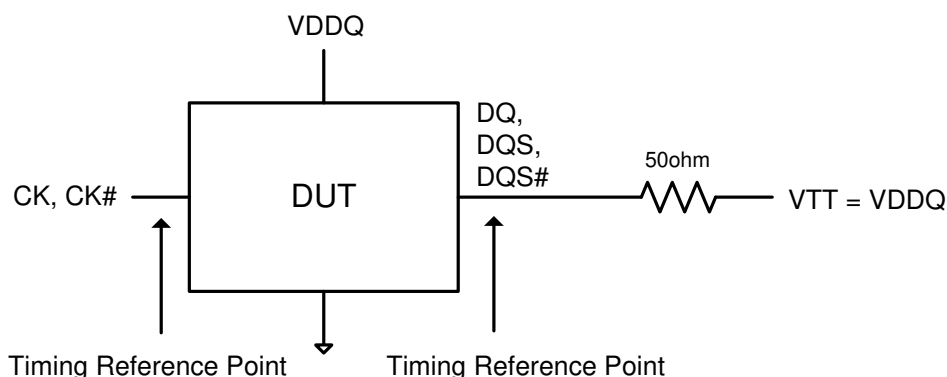 VDDQ
DQ,
DQS,
DQS#
50ohm
CK, CK#
DUT
VTT = VDDQ
Timing Reference Point
Timing Reference Point